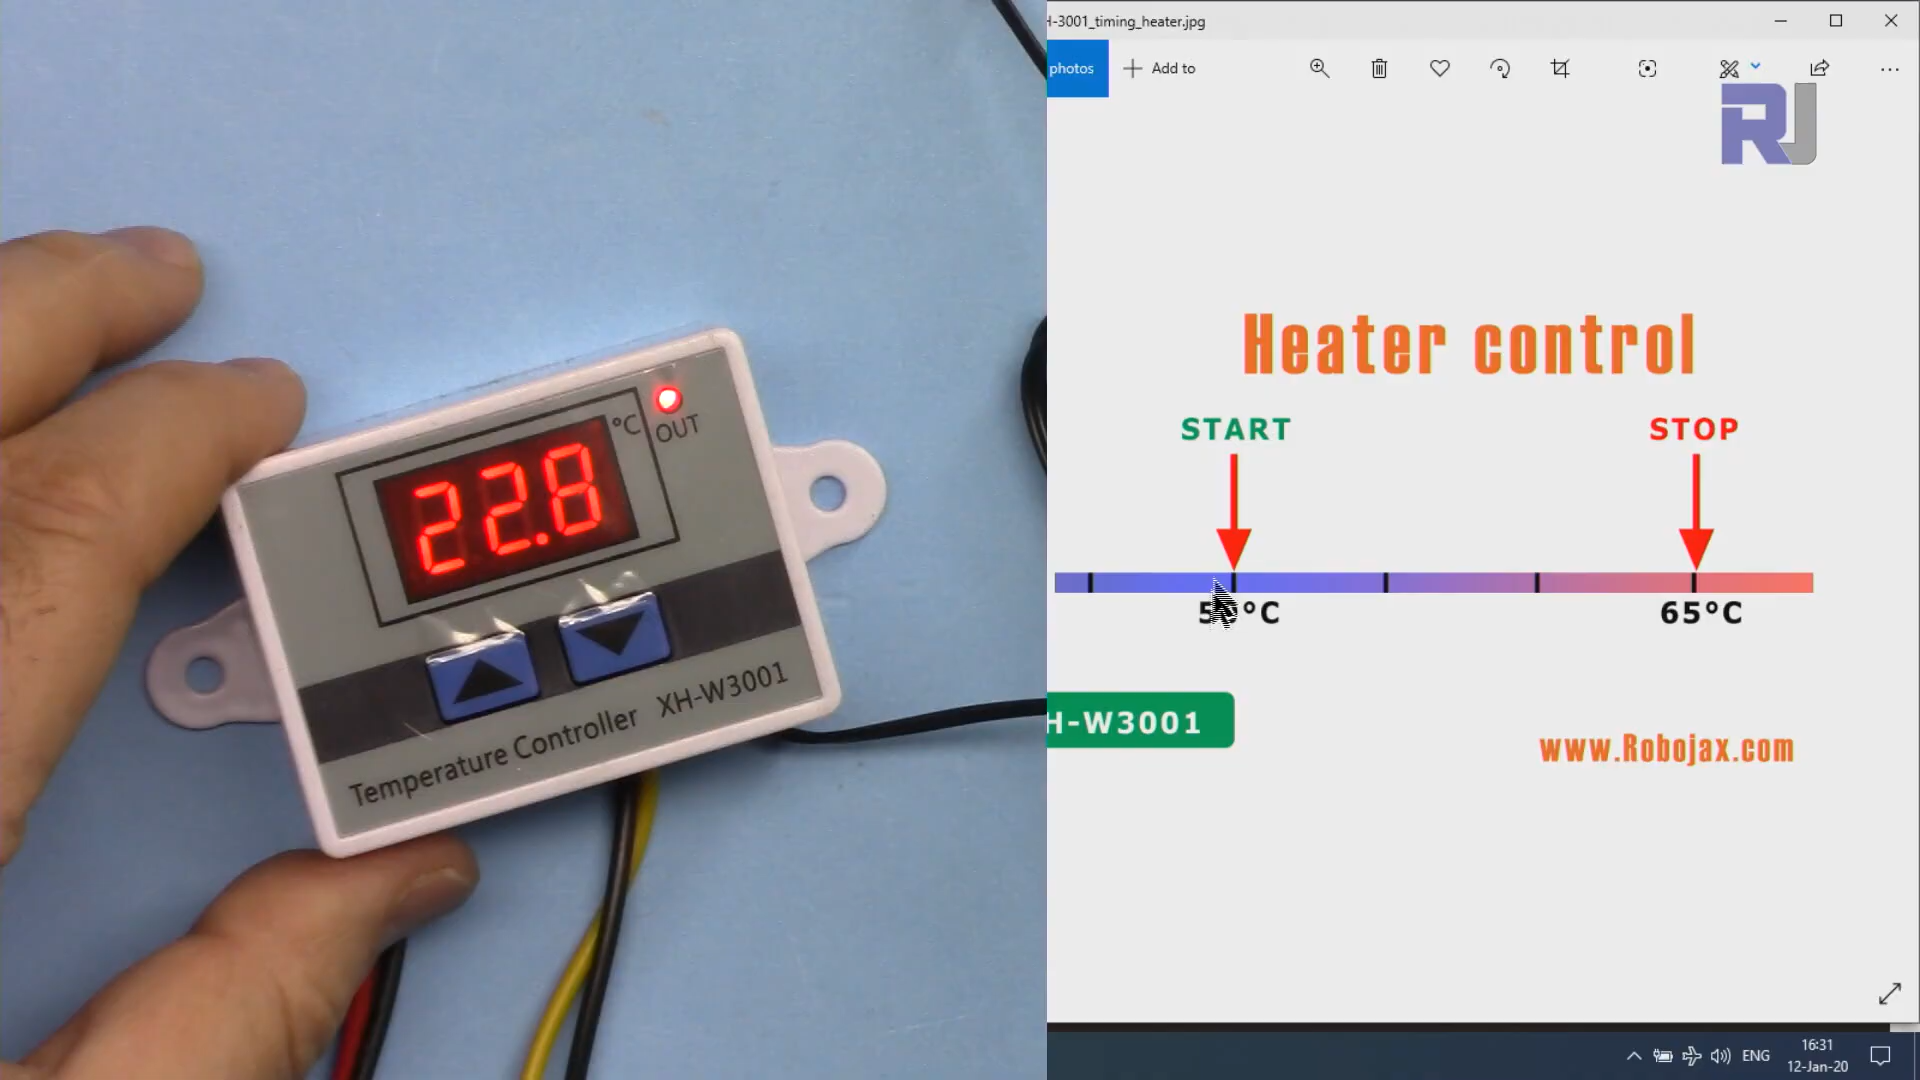 22.8
°C
OUT
Temperature Controller XH-W3001
-3001_timing_heater.jpg
photos
Add to
RJ
Heater control
START
STOP
65°C
-W3001
www.Robojax.com
ENG
16:31
12-Jan-20